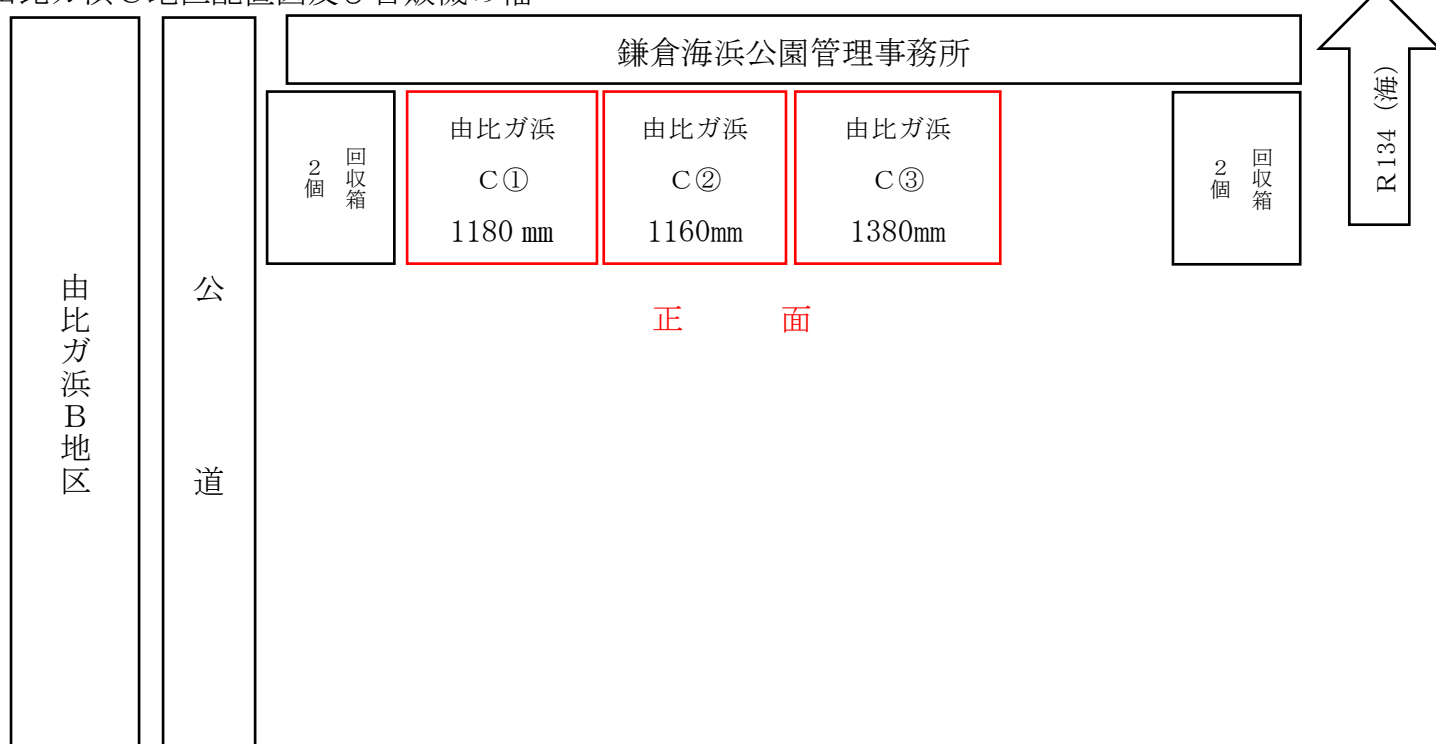 鎌倉海浜公園管理事務所
R134（海）
回収箱
２個
由比ガ浜
Ｃ①
1180 ㎜
由比ガ浜
Ｃ②
1160mm
由比ガ浜
Ｃ③
1380mm
回収箱
２個
正　面
由比ガ浜Ｂ地区
公道